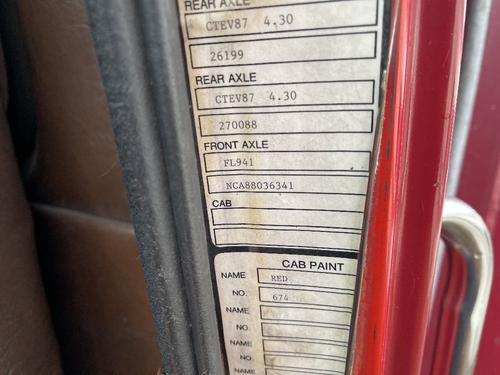 REAR AXLE
CTEV87 4.30
26199
REAR AXLE
CTEV87 4.30
270088
FRONT AXLE
FL941
NCA88036341
CAB
CAB PAINT
NAME RED
NO. 674
NAME
NO.
NAME
NO.
NAME